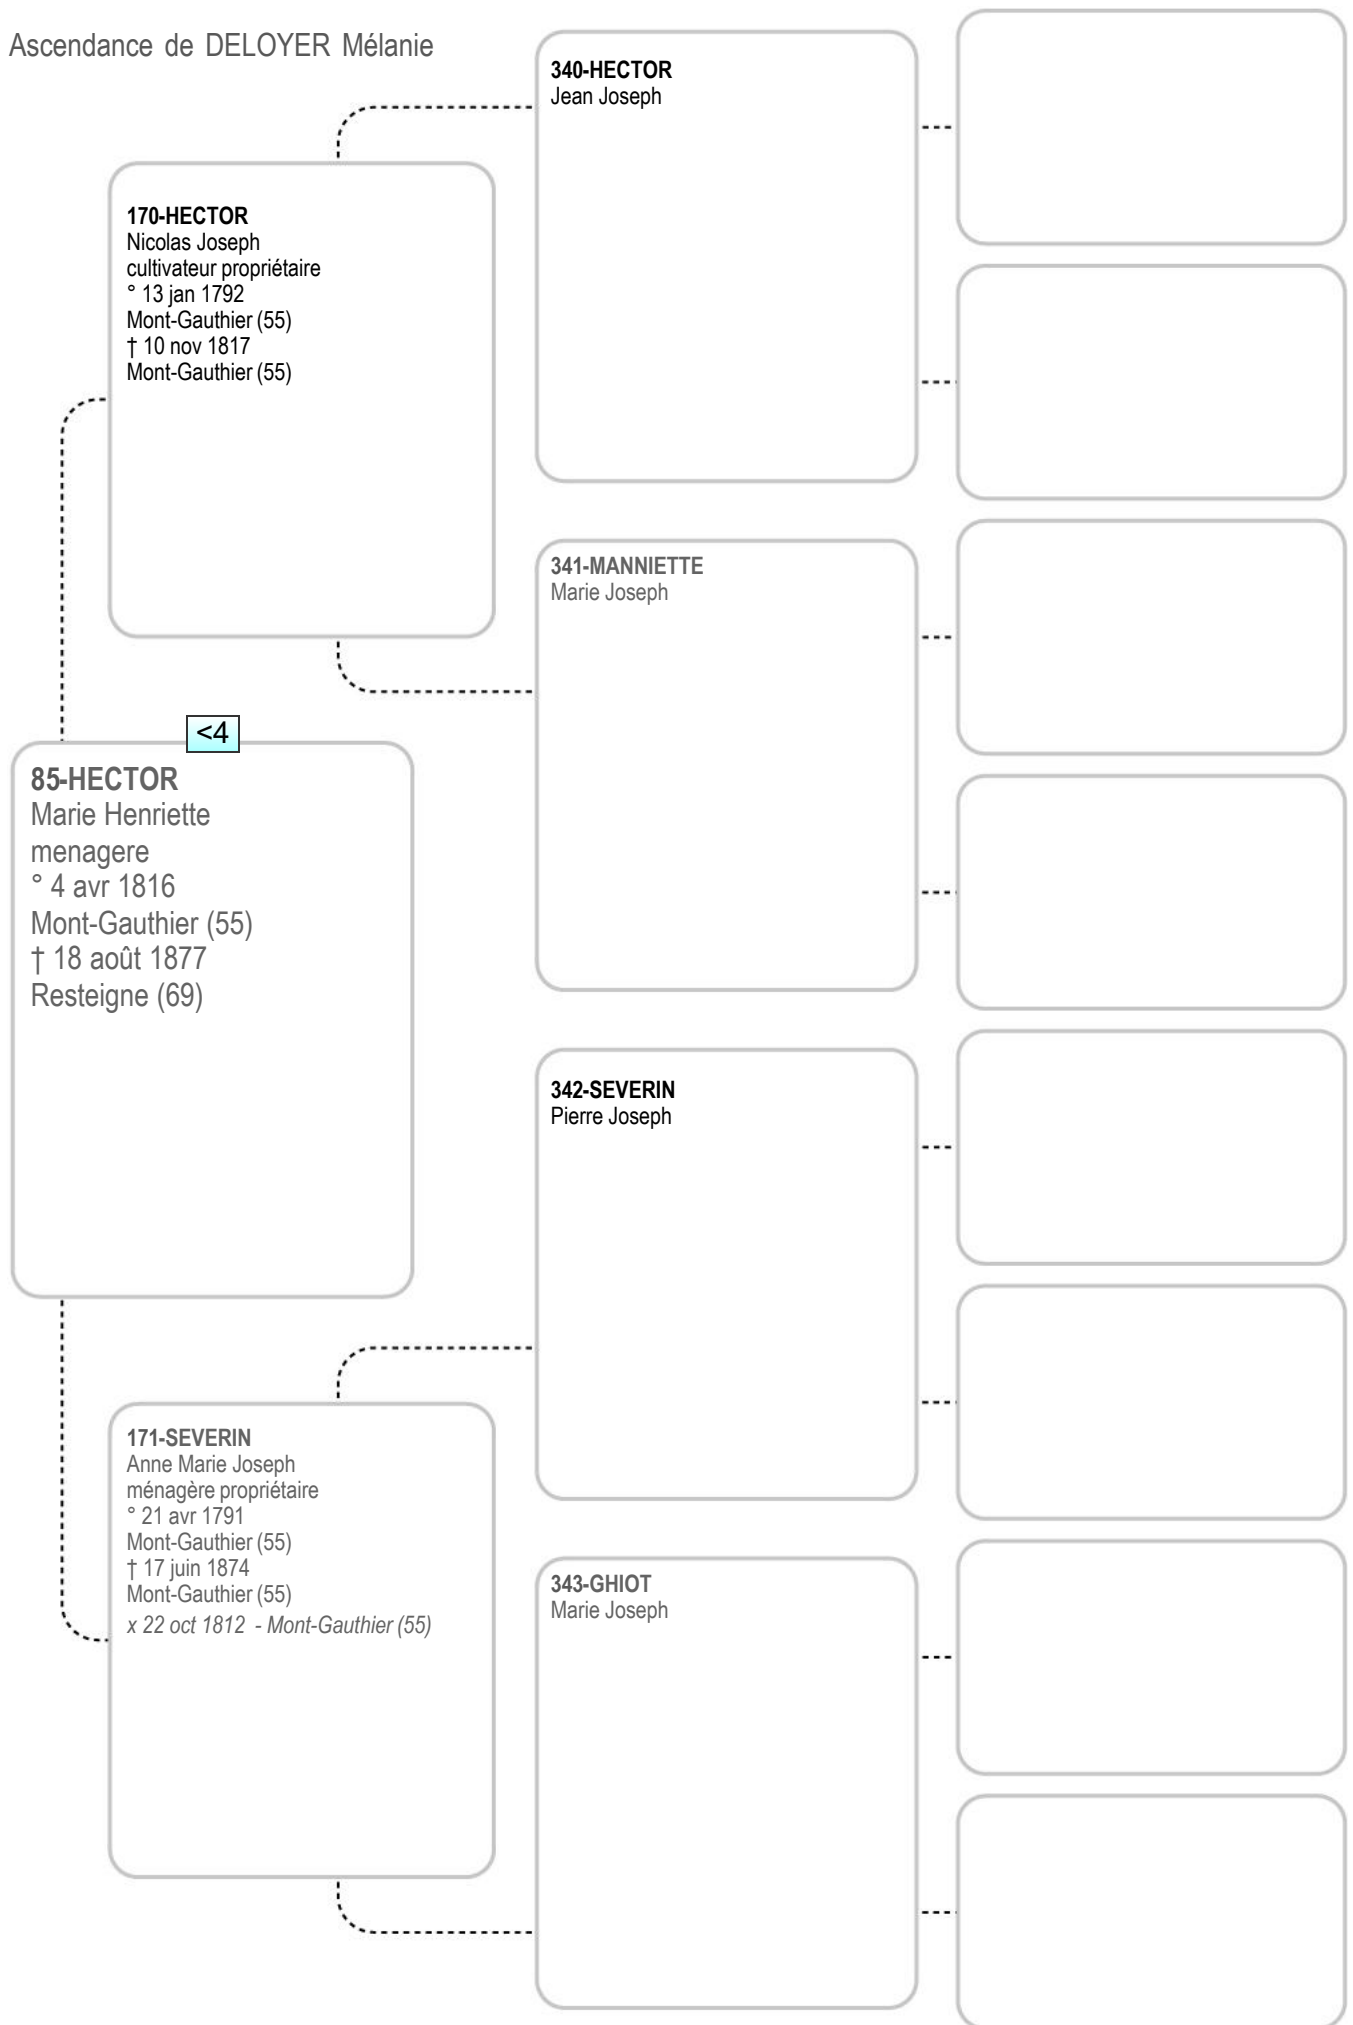 Ascendance de DELOYER Mélanie
340-HECTOR
Jean Joseph
170-HECTOR
Nicolas Joseph
cultivateur propriétaire
° 13 jan 1792
Mont-Gauthier (55)
† 10 nov 1817
Mont-Gauthier (55)
341-MANNIETTE
Marie Joseph
<4
85-HECTOR
Marie Henriette
menagere
° 4 avr 1816
Mont-Gauthier (55)
† 18 août 1877
Resteigne (69)
342-SEVERIN
Pierre Joseph
171-SEVERIN
Anne Marie Joseph
ménagère propriétaire
° 21 avr 1791
Mont-Gauthier (55)
† 17 juin 1874
Mont-Gauthier (55)
x 22 oct 1812 - Mont-Gauthier (55)
343-GHIOT
Marie Joseph